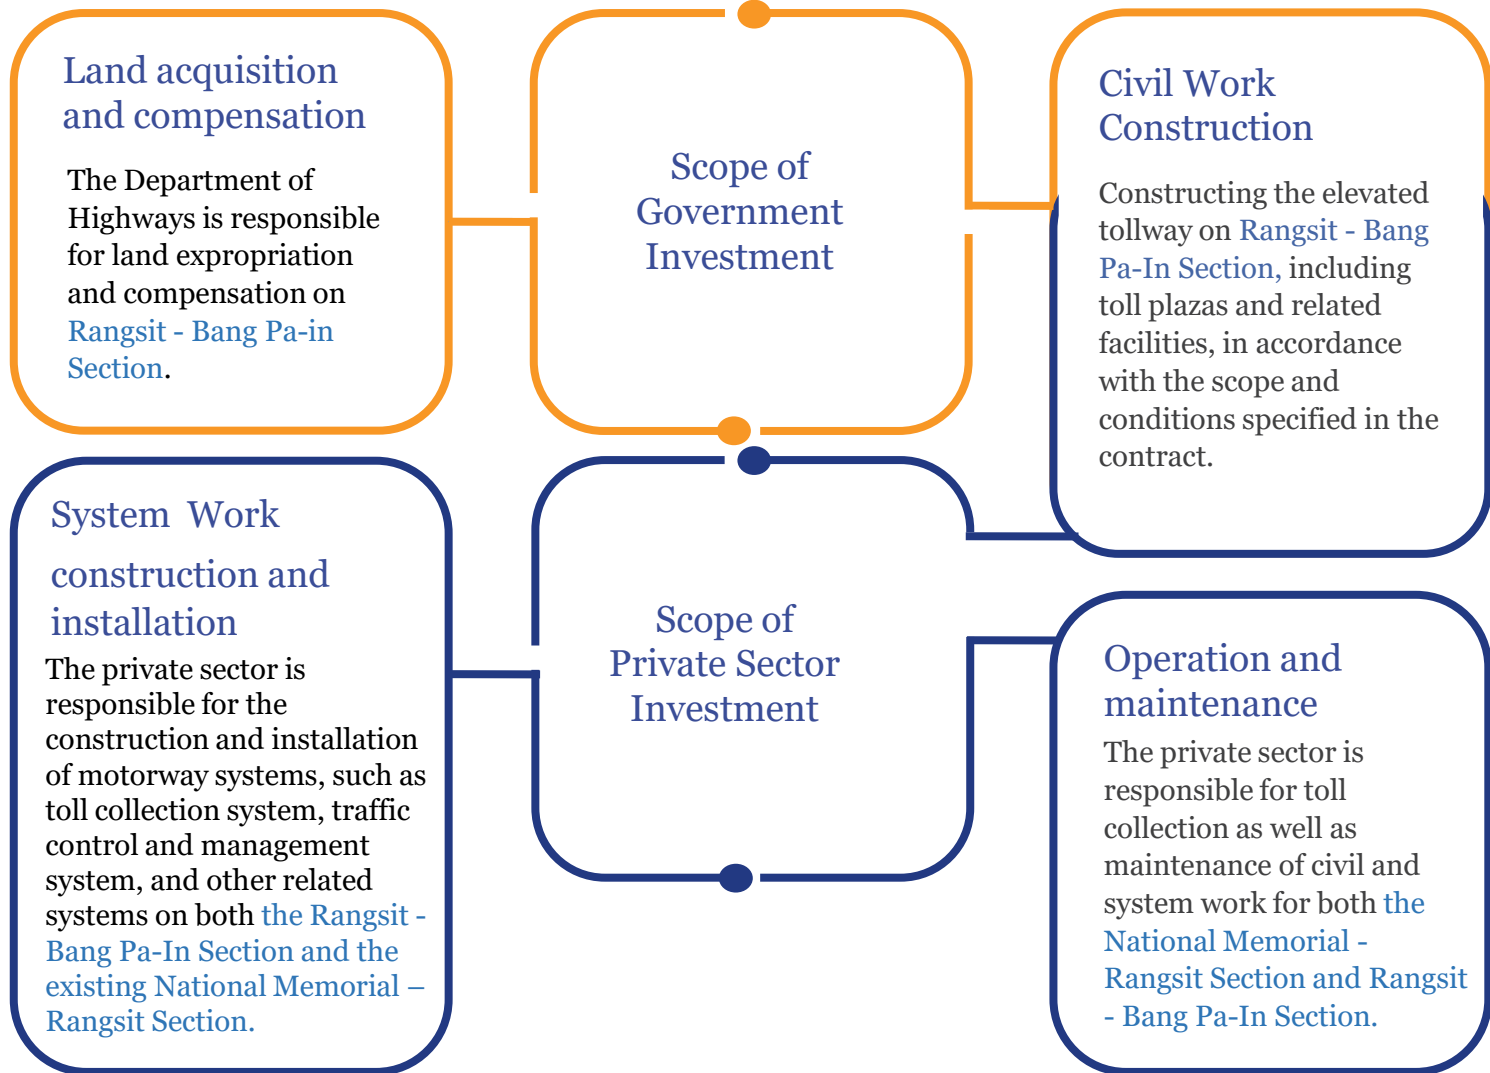 Land acquisition
and compensation
The Department of
Highways is responsible
for land expropriation
and compensation on
Rangsit - Bang Pa-in
Section.
Scope of
Government
Investment
Civil Work
Construction
Constructing the elevated
tollway on Rangsit - Bang
Pa-In Section, including
toll plazas and related
facilities, in accordance
with the scope and
conditions specified in the
contract.
System  Work
construction and
installation
The private sector is
responsible for the
construction and installation
of motorway systems, such as
toll collection system, traffic
control and management
system, and other related
systems on both the Rangsit -
Bang Pa-In Section and the
existing National Memorial –
Rangsit Section.
Scope of
Private Sector
Investment
Operation and
maintenance
The private sector is
responsible for toll
collection as well as
maintenance of civil and
system work for both the
National Memorial -
Rangsit Section and Rangsit
- Bang Pa-In Section.